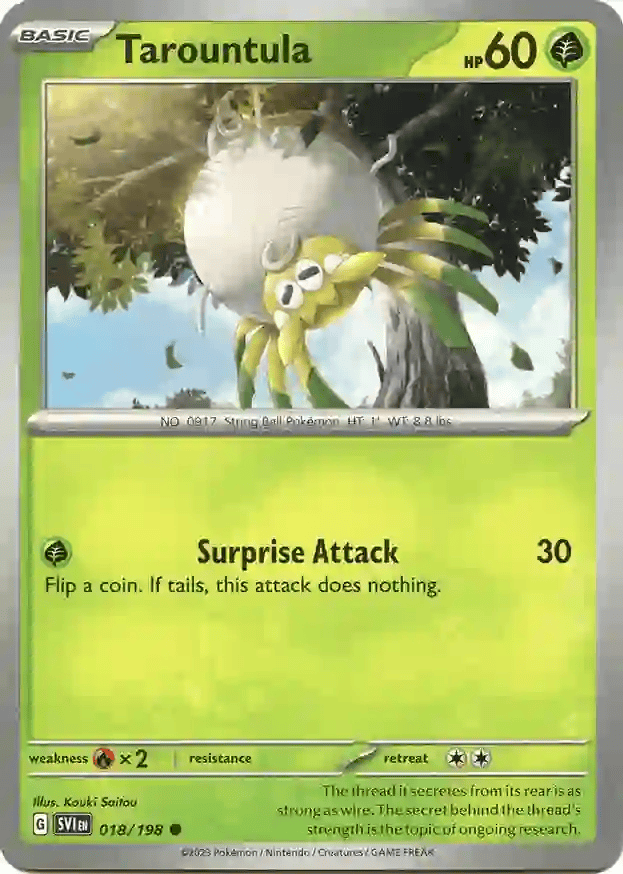 BASIC Tarountula HP 60
NO. 0917 String Ball Pokémon HT: 1' WT: 8.8 lbs
Surprise Attack 30
Flip a coin. If tails, this attack does nothing.
weakness ×2 resistance retreat
Illus. Kouki Saitou
The thread it secretes from its rear is as
strong as wire. The secret behind the thread's
strength is the topic of ongoing research.
G SVI EN 018/198
©2023 Pokémon / Nintendo / Creatures / GAME FREAK